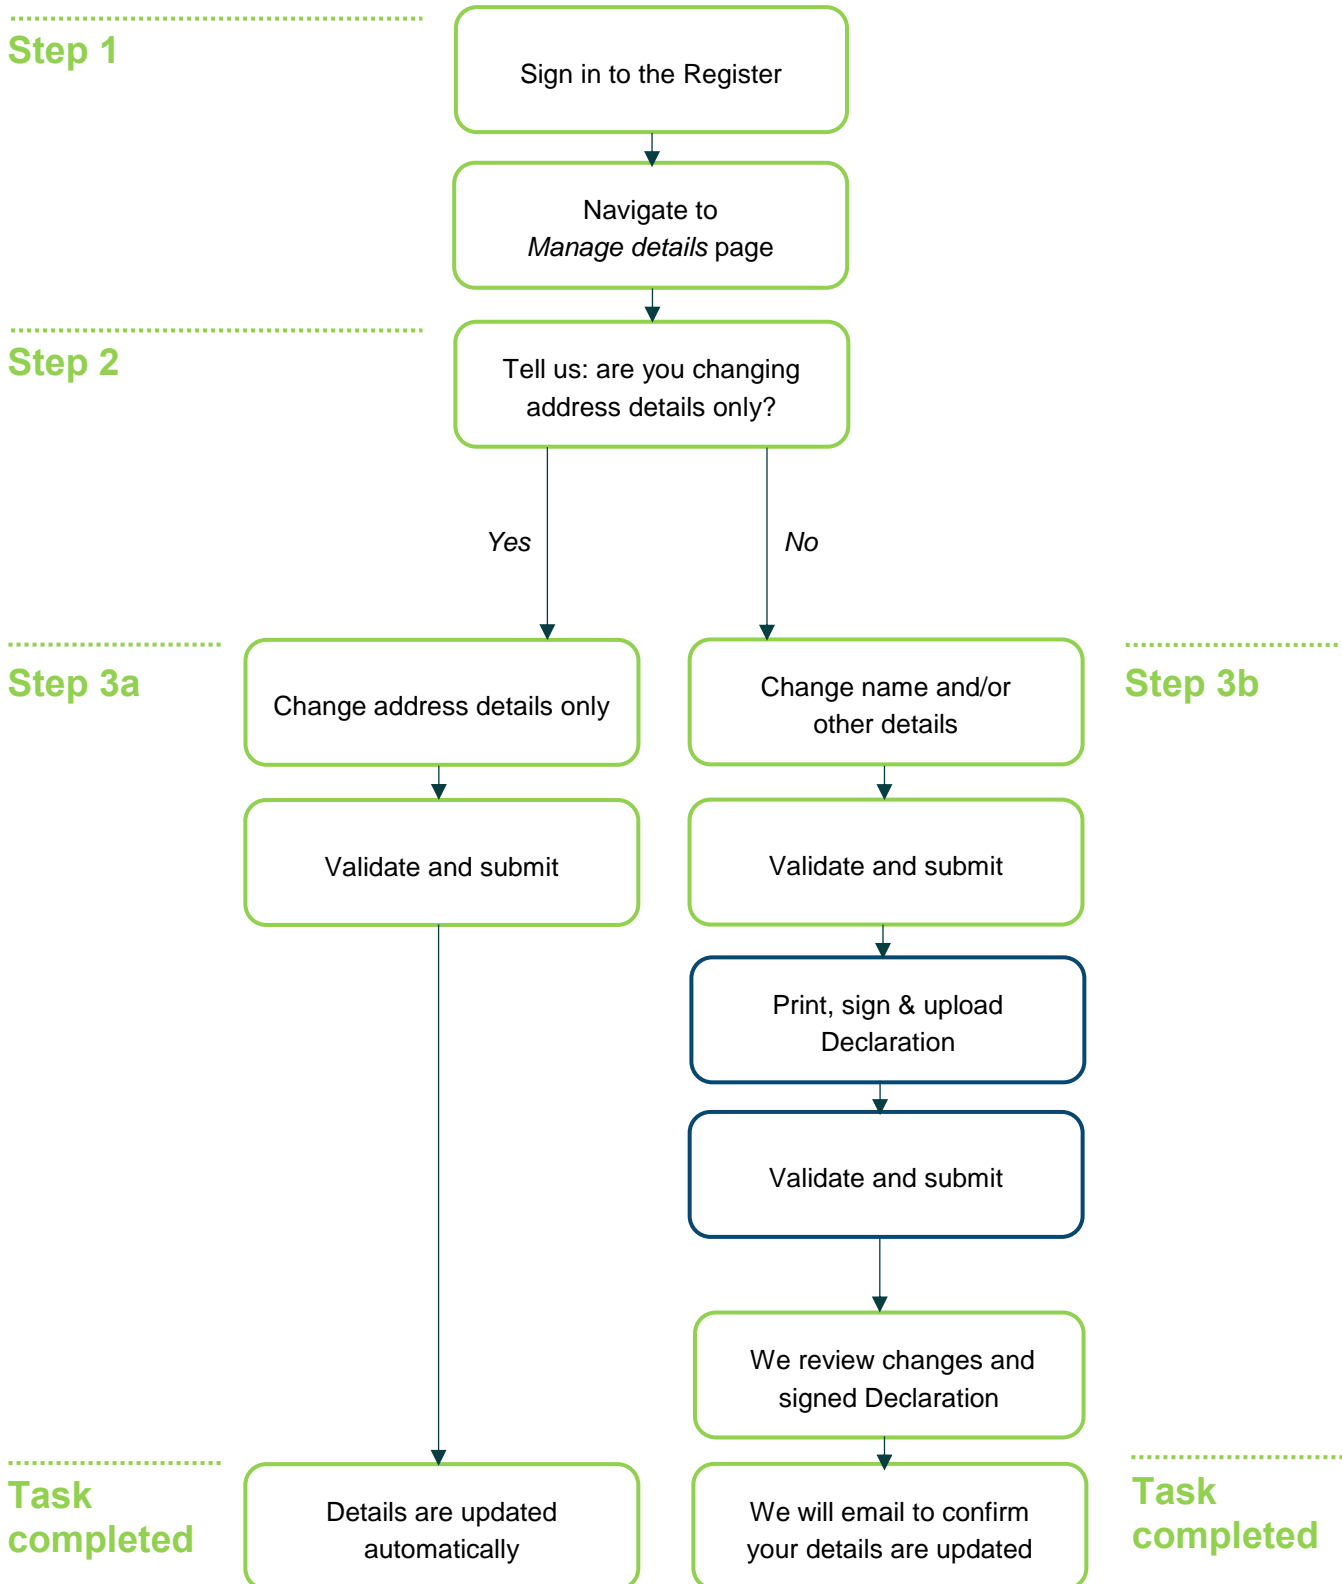 Step 1
Sign in to the Register
Navigate to
Manage details page
Step 2
Tell us: are you changing
address details only?
Yes
No
Step 3a
Change address details only
Change name and/or
other details
Step 3b
Validate and submit
Validate and submit
Print, sign & upload
Declaration
Validate and submit
We review changes and
signed Declaration
Task
completed
Details are updated
automatically
We will email to confirm
your details are updated
Task
completed